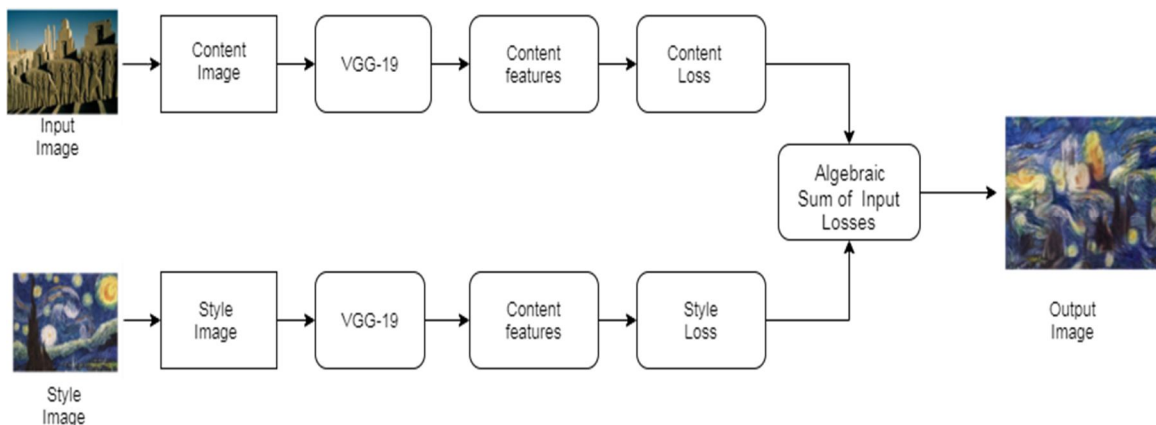 Input
Image
Content
Image
VGG-19
Content
features
Content
Loss
Algebraic
Sum of Input
Losses
Style
Image
Style
Image
VGG-19
Content
features
Style
Loss
Output
Image